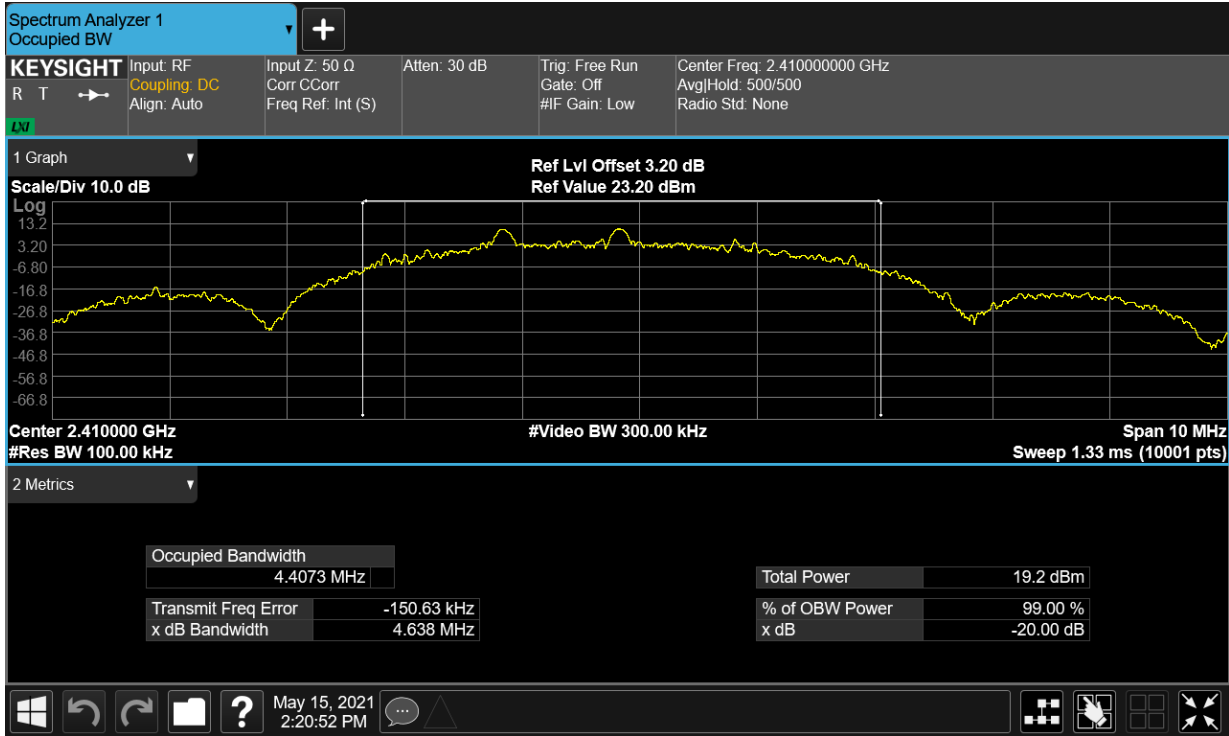 Spectrum Analyzer 1
Occupied BW
KEYSIGHT
R T
LXI
Input: RF
Coupling: DC
Align: Auto
Input Z: 50 Ω
Corr CCorr
Freq Ref: Int (S)
Atten: 30 dB
Trig: Free Run
Gate: Off
#IF Gain: Low
Center Freq: 2.410000000 GHz
Avg|Hold: 500/500
Radio Std: None
1 Graph
Scale/Div 10.0 dB
Ref Lvl Offset 3.20 dB
Ref Value 23.20 dBm
Log
13.2
3.20
-6.80
-16.8
-26.8
-36.8
-46.8
-56.8
-66.8
Center 2.410000 GHz
#Res BW 100.00 kHz
#Video BW 300.00 kHz
Span 10 MHz
Sweep 1.33 ms (10001 pts)
2 Metrics
Occupied Bandwidth
4.4073 MHz
Transmit Freq Error -150.63 kHz
x dB Bandwidth 4.638 MHz
Total Power 19.2 dBm
% of OBW Power 99.00 %
x dB -20.00 dB
?
May 15, 2021
2:20:52 PM